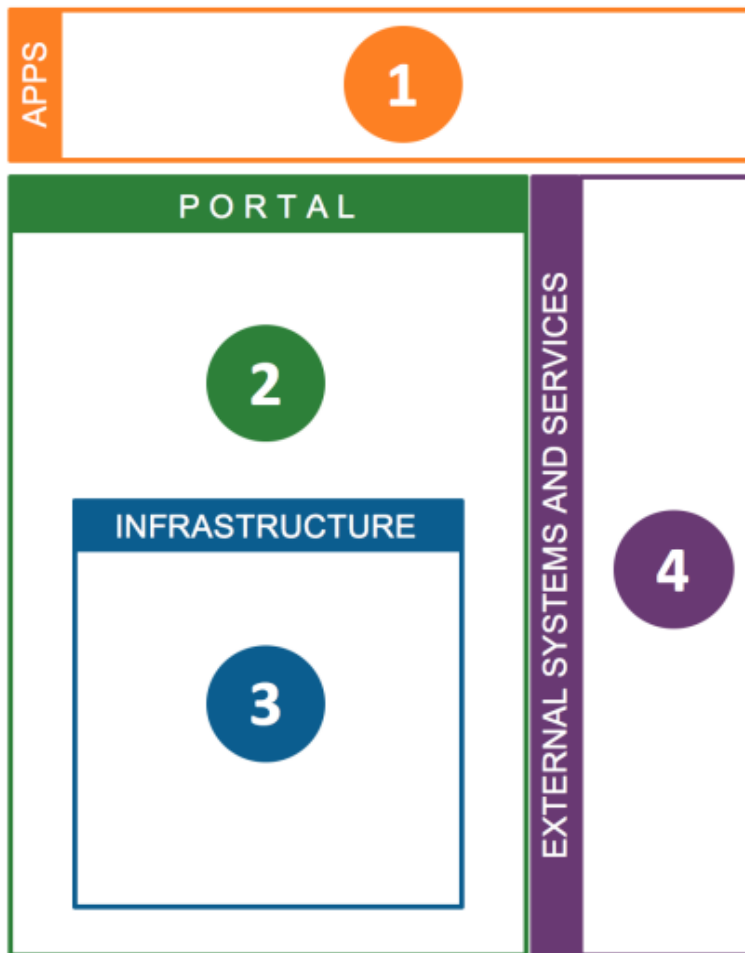 APPS
1
PORTAL
2
INFRASTRUCTURE
3
EXTERNAL SYSTEMS AND SERVICES
4